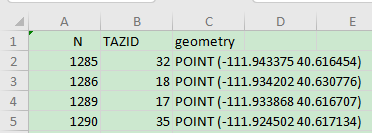 A B C D E
1 N TAZID geometry
2 1285 32 POINT (-111.943375 40.616454)
3 1286 18 POINT (-111.934202 40.630776)
4 1289 17 POINT (-111.933868 40.616707)
5 1290 35 POINT (-111.924502 40.617134)